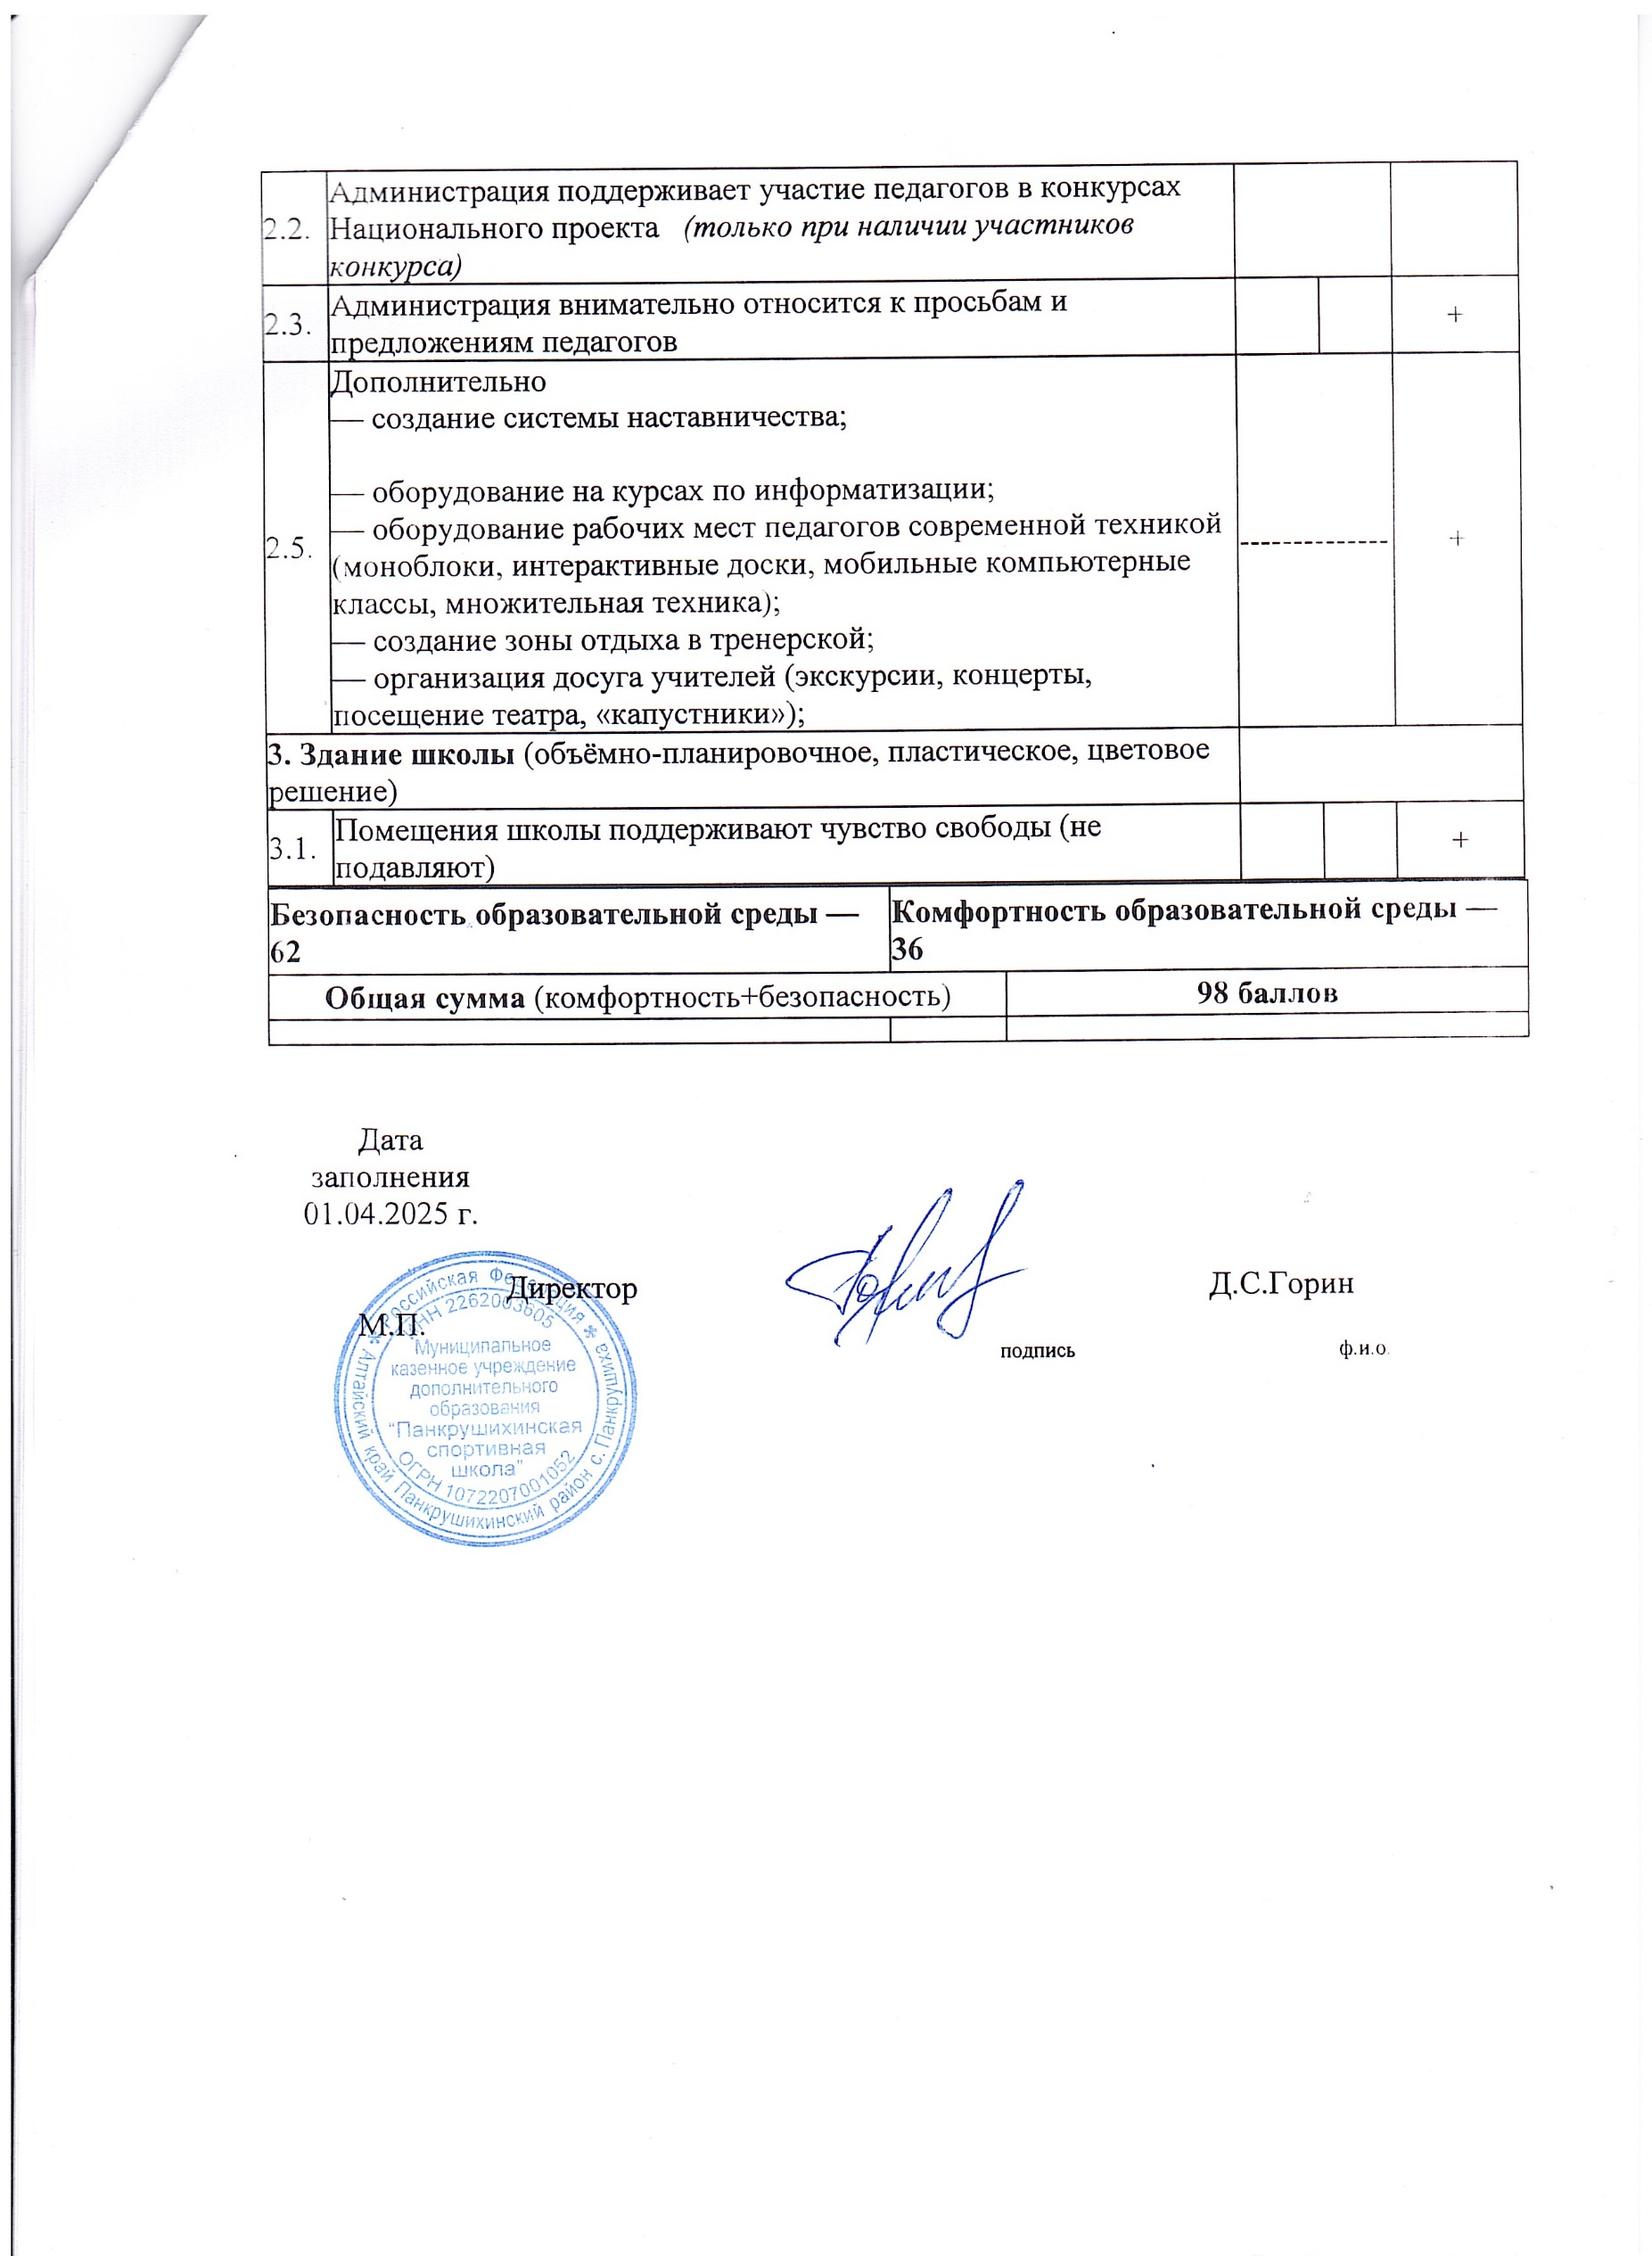 Администрация поддерживает участие педагогов в конкурсах
2.2. Национального проекта (только при наличии участников
конкурса)
Администрация внимательно относится к просьбам и
2.3. предложениям педагогов +
Дополнительно
— создание системы наставничества;
— оборудование на курсах по информатизации;
— оборудование рабочих мест педагогов современной техникой
2.5. (моноблоки, интерактивные доски, мобильные компьютерные ------------- +
классы, множительная техника);
— создание зоны отдыха в тренерской;
— организация досуга учителей (экскурсии, концерты,
посещение театра, «капустники»);
3. Здание школы (объёмно-планировочное, пластическое, цветовое
решение)
3.1. Помещения школы поддерживают чувство свободы (не +
подавляют)
Безопасность образовательной среды —
62
Комфортность образовательной среды —
36
Общая сумма (комфортность+безопасность) 98 баллов
Дата
заполнения
01.04.2025 г.
Директор Д.С.Горин
М.П.
подпись ф.и.о.
Российская Федерация
Алтайский край Панкрушихинский район с. Панкрушиха
ИНН 2262003605
Муниципальное
казенное учреждение
дополнительного
образования
"Панкрушихинская
спортивная
школа"
ОГРН 1072207001052